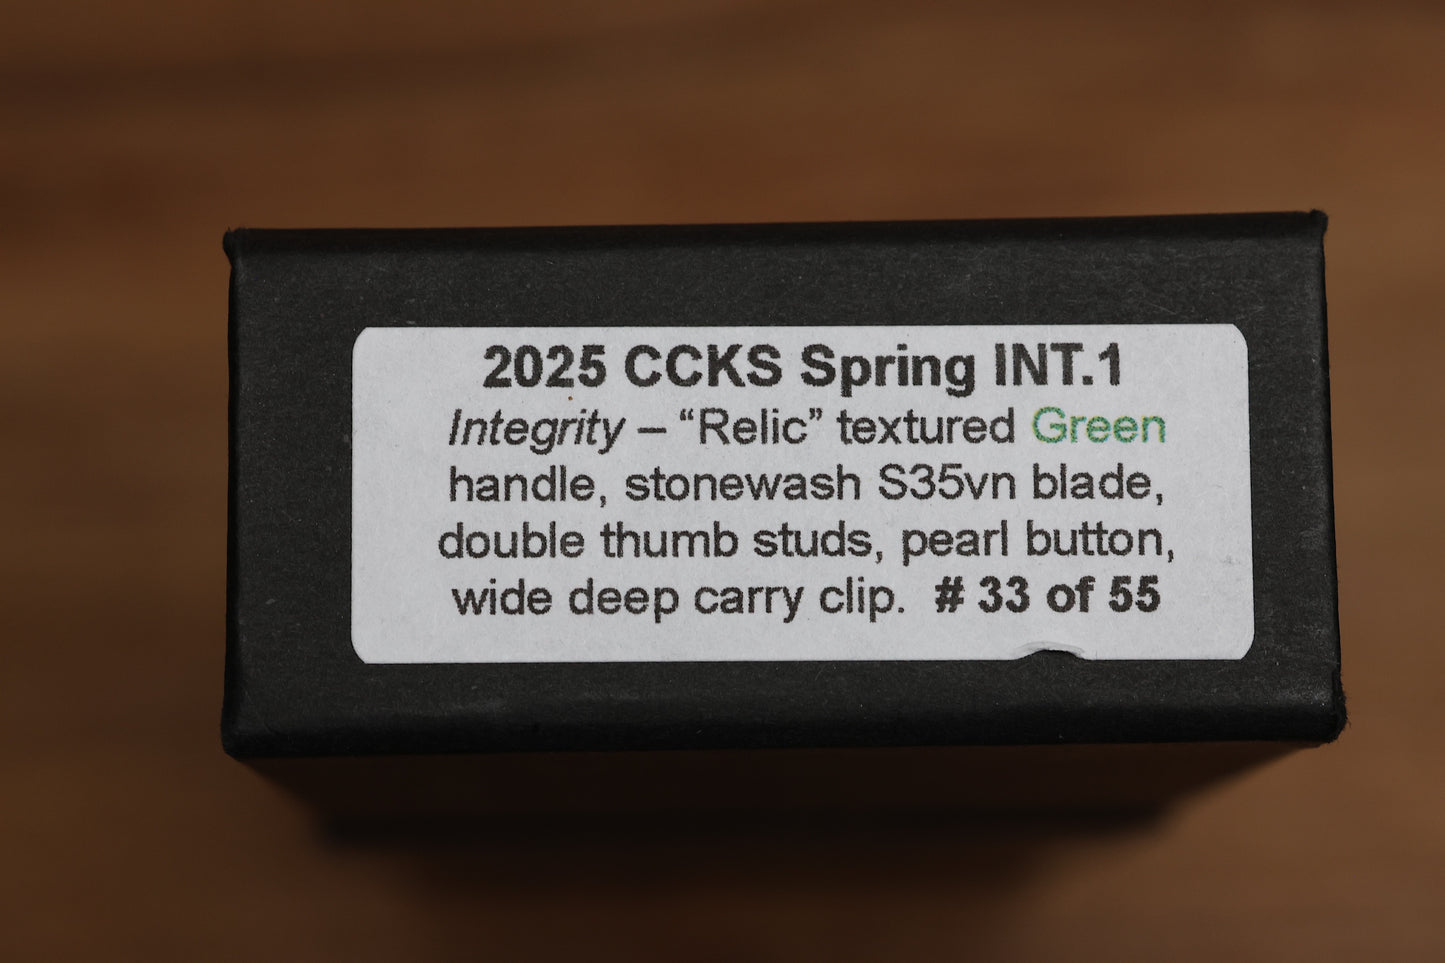 2025 CCKS Spring INT.1
Integrity – “Relic” textured Green
handle, stonewash S35vn blade,
double thumb studs, pearl button,
wide deep carry clip.  # 33 of 55